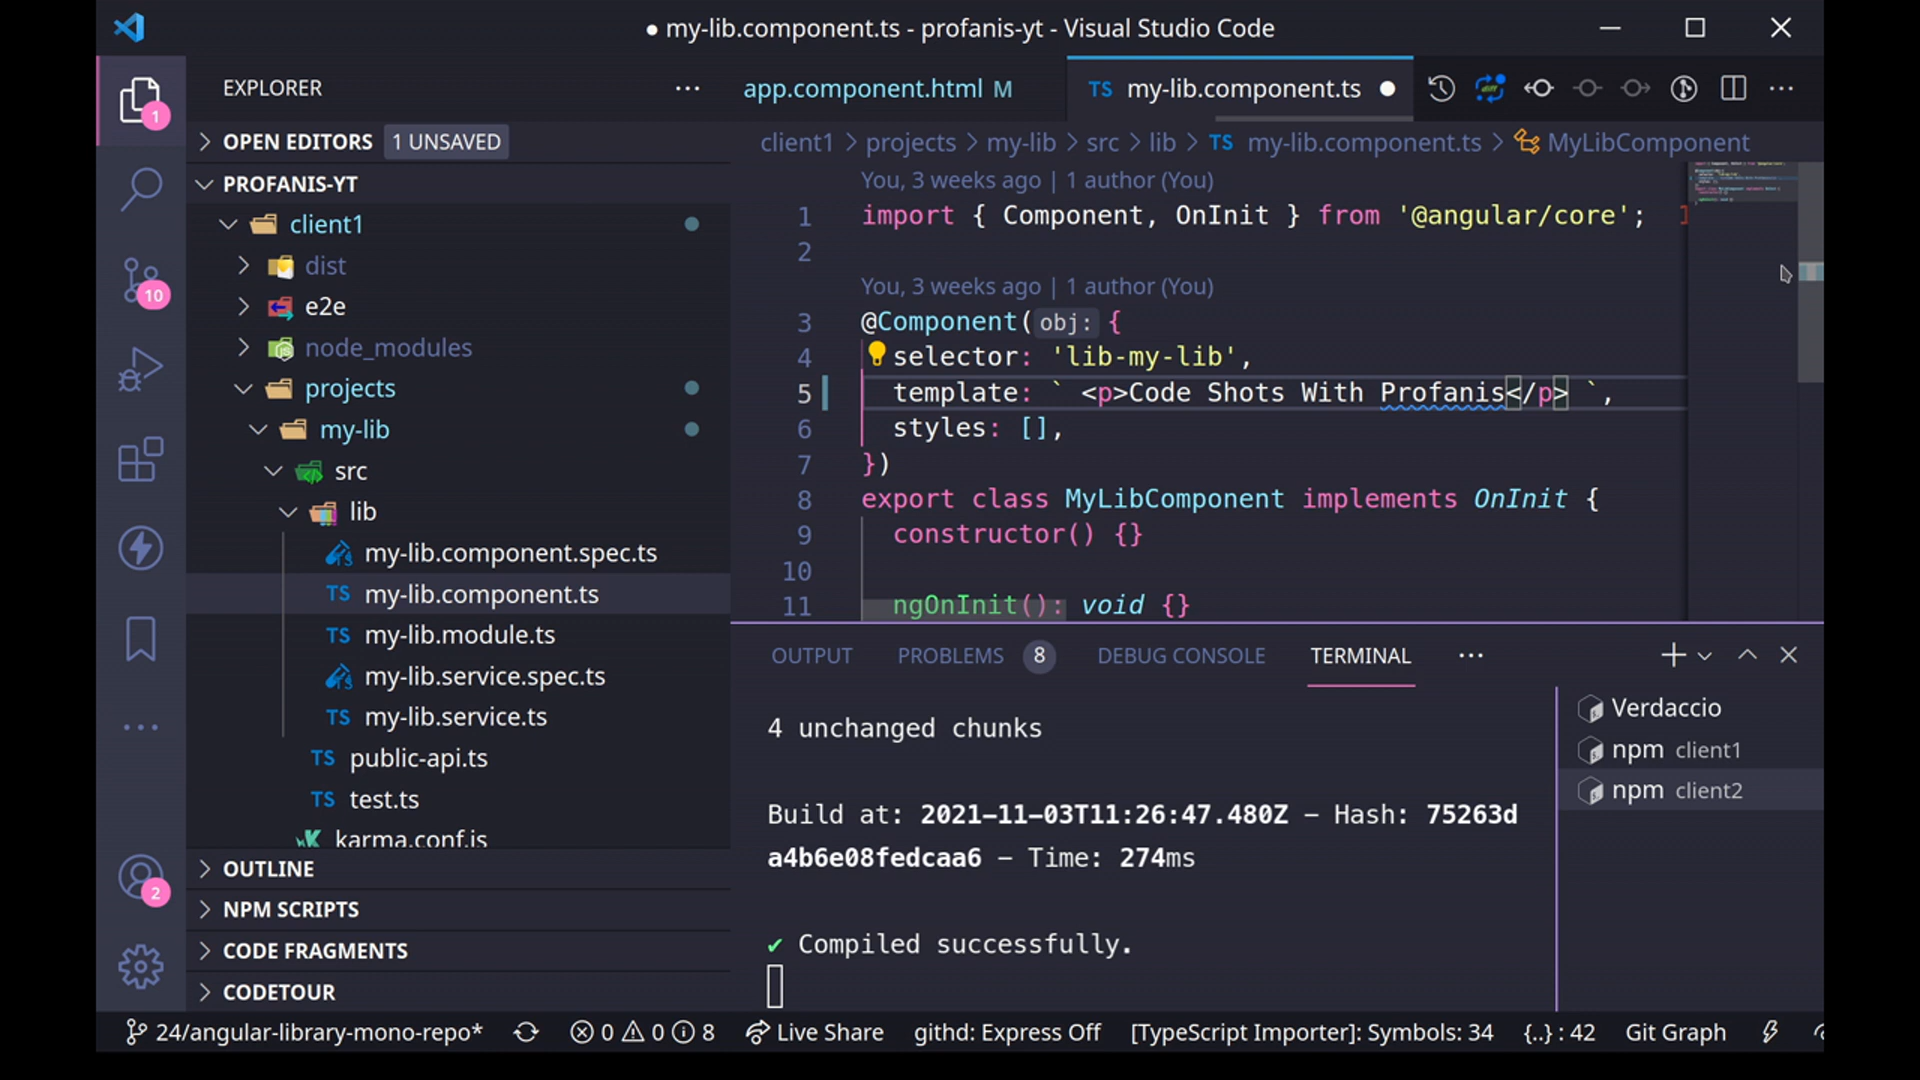 ● my-lib.component.ts - profanis-yt - Visual Studio Code
EXPLORER
1
OPEN EDITORS 1 UNSAVED
PROFANIS-YT
client1
dist
e2e
node_modules
projects
my-lib
src
lib
my-lib.component.spec.ts
TS my-lib.component.ts
TS my-lib.module.ts
my-lib.service.spec.ts
TS my-lib.service.ts
TS public-api.ts
TS test.ts
karma.conf.js
OUTLINE
NPM SCRIPTS
CODE FRAGMENTS
CODETOUR
10
2
app.component.html M
TS my-lib.component.ts ●
client1 > projects > my-lib > src > lib > TS my-lib.component.ts > MyLibComponent
You, 3 weeks ago | 1 author (You)
1 import { Component, OnInit } from '@angular/core';
2
You, 3 weeks ago | 1 author (You)
3 @Component( obj: {
4 selector: 'lib-my-lib',
5 template: ` <p>Code Shots With Profanis</p> `,
6 styles: [],
7 })
8 export class MyLibComponent implements OnInit {
9 constructor() {}
10
11 ngOnInit(): void {}
OUTPUT PROBLEMS 8 DEBUG CONSOLE TERMINAL
4 unchanged chunks
Build at: 2021-11-03T11:26:47.480Z - Hash: 75263d
a4b6e08fedcaa6 - Time: 274ms
✔ Compiled successfully.
Verdaccio
npm client1
npm client2
24/angular-library-mono-repo* 0 0 8 Live Share githd: Express Off [TypeScript Importer]: Symbols: 34 {..} : 42 Git Graph